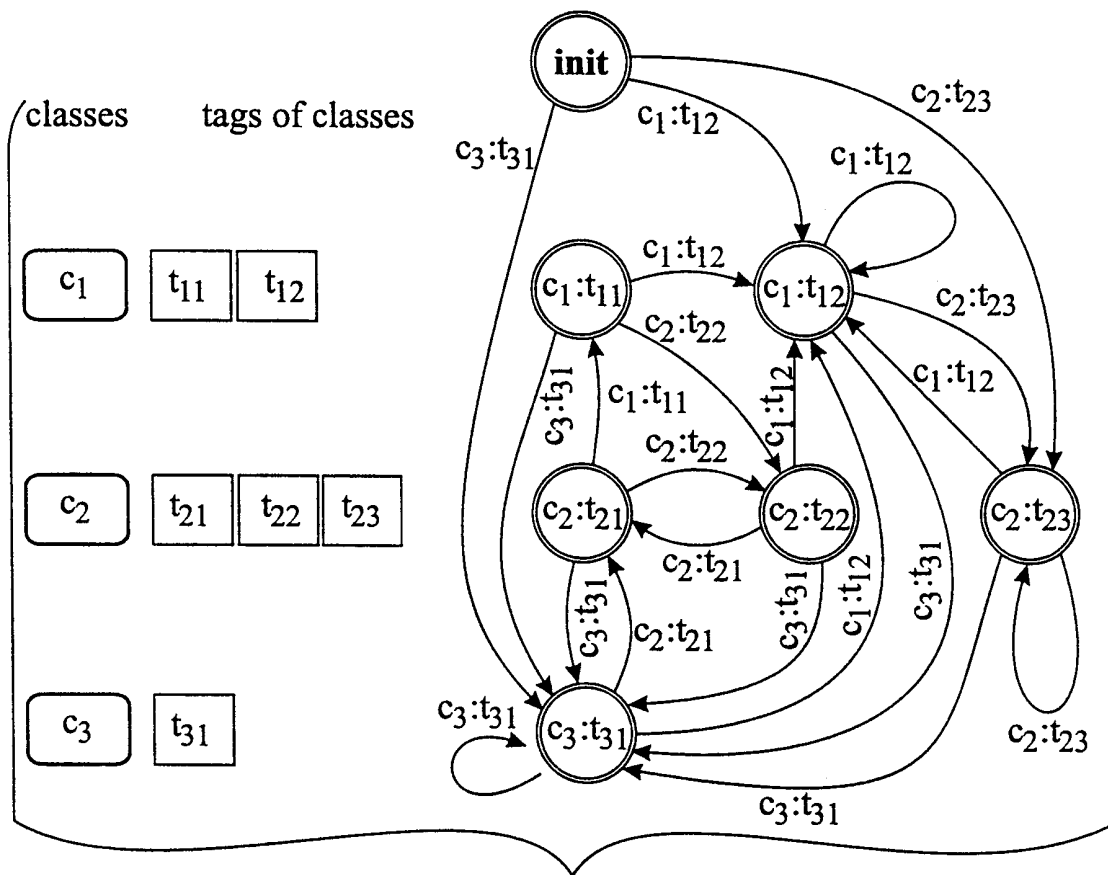 init
classes tags of classes
c2:t23
c1:t12
c3:t31
c1:t12
c1 t11 t12
c1:t11
c1:t12
c1:t12
c2:t23
c2:t22
c1:t12
c3:t31
c1:t11
c1:t12
c2:t22
c2 t21 t22 t23
c2:t21
c2:t22
c2:t23
c2:t21
c3:t31
c2:t21
c3:t31
c1:t12
c3:t31
c3 t31
c3:t31
c3:t31
c2:t23
c3:t31